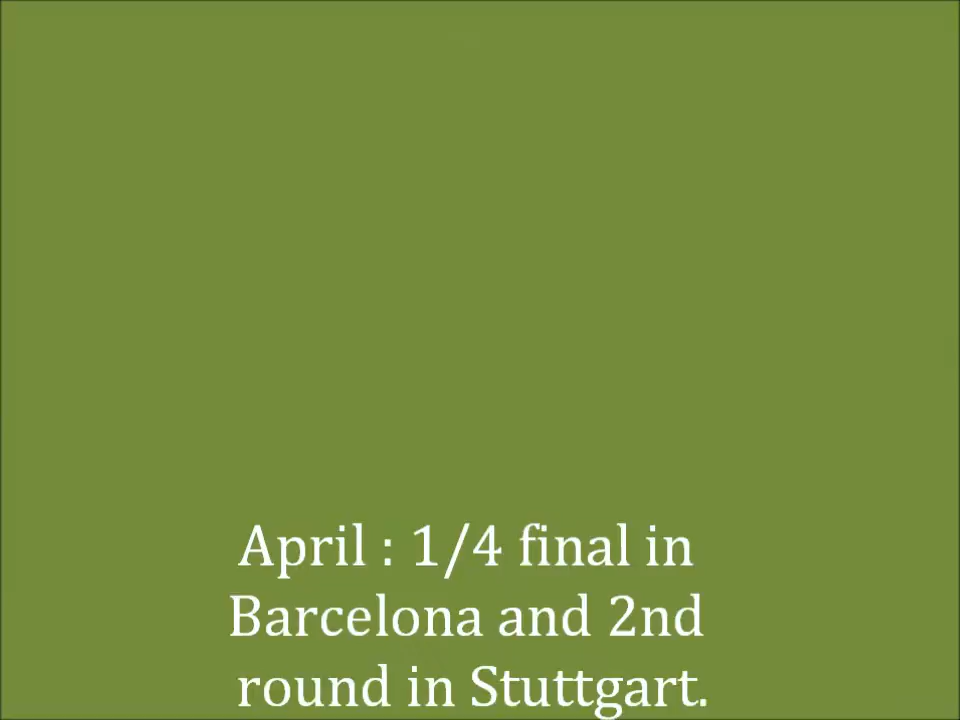 April : 1/4 final in
Barcelona and 2nd
round in Stuttgart.